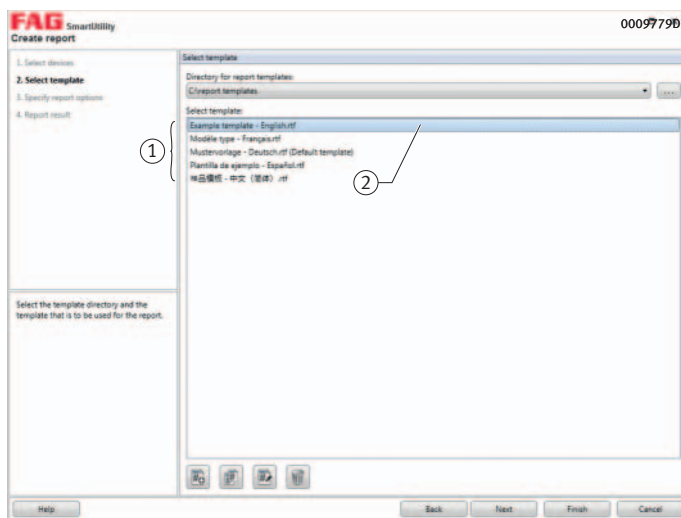 FAG SmartUtility
0009779D
Create report
1. Select devices
2. Select template
3. Specify report options
4. Report result
Select the template directory and the
template that is to be used for the report.
Select template
Directory for report templates:
C:\report templates
...
Select template:
Example template - English.rtf
Modèle type - Français.rtf
Mustervorlage - Deutsch.rtf (Default template)
Plantilla de ejemplo - Español.rtf
样品模板 - 中文（简体）.rtf
1
2
Help
Back
Next
Finish
Cancel